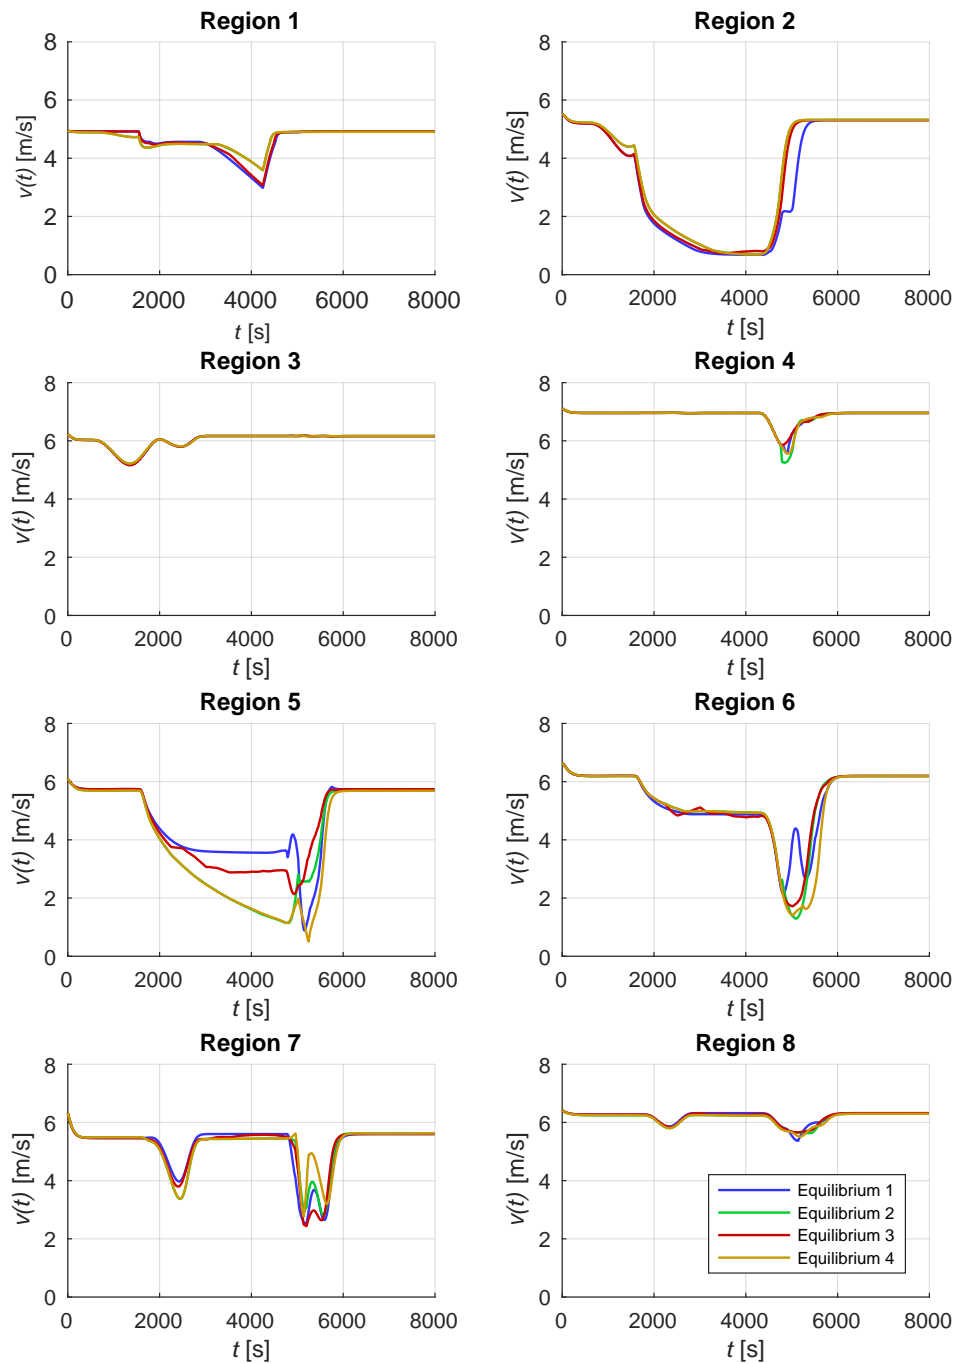 Region 1
8
6
4
2
0
v(t) [m/s]
0 2000 4000 6000 8000
t [s]
Region 2
8
6
4
2
0
v(t) [m/s]
0 2000 4000 6000 8000
t [s]
Region 3
8
6
4
2
0
v(t) [m/s]
0 2000 4000 6000 8000
t [s]
Region 4
8
6
4
2
0
v(t) [m/s]
0 2000 4000 6000 8000
t [s]
Region 5
8
6
4
2
0
v(t) [m/s]
0 2000 4000 6000 8000
t [s]
Region 6
8
6
4
2
0
v(t) [m/s]
0 2000 4000 6000 8000
t [s]
Region 7
8
6
4
2
0
v(t) [m/s]
0 2000 4000 6000 8000
t [s]
Region 8
8
6
4
2
0
v(t) [m/s]
0 2000 4000 6000 8000
t [s]
Equilibrium 1
Equilibrium 2
Equilibrium 3
Equilibrium 4